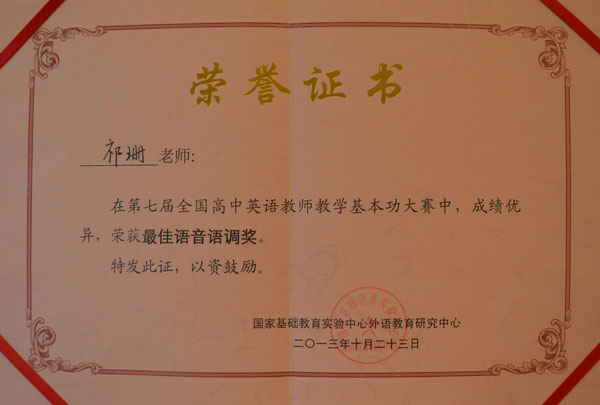 荣誉证书
祁珊 老师:
在第七届全国高中英语教师教学基本功大赛中，成绩优
异，荣获最佳语音语调奖。
特发此证，以资鼓励。
国家基础教育实验中心外语教育研究中心
二〇一三年十月二十三日